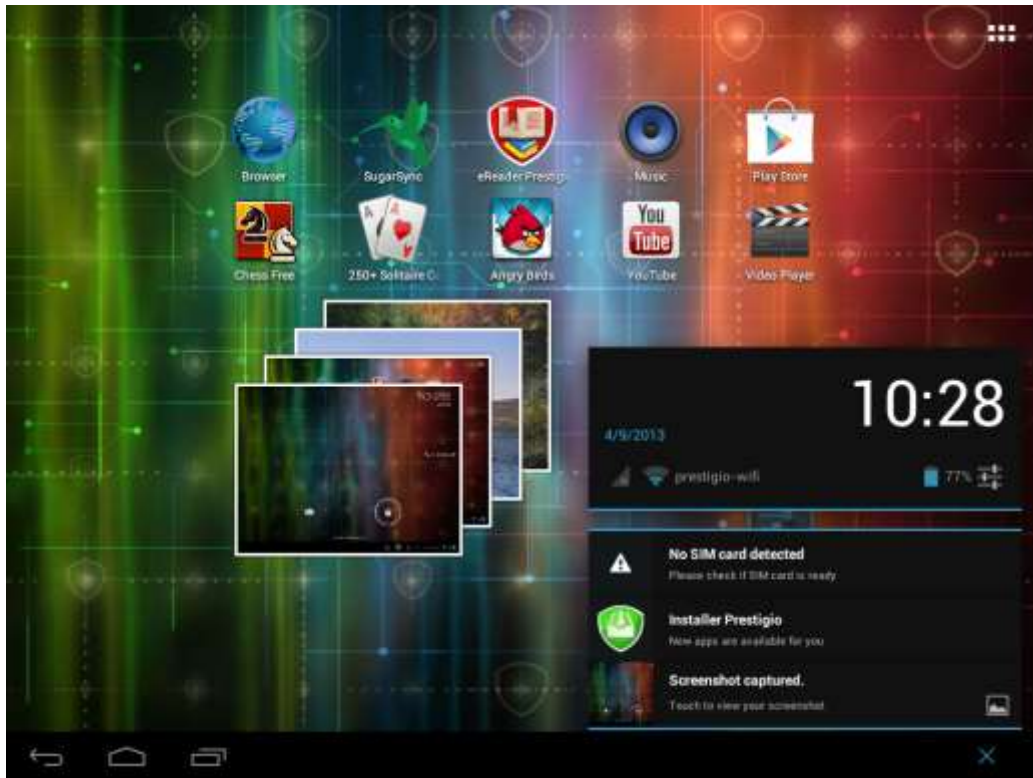 Browser
SugarSync
eReader Prestigi
Music
Play Store
You
Tube
Chess Free
250+ Solitaire C
Angry Birds
YouTube
Video Player
10:28
4/9/2013
prestigio-wifi
77%
No SIM card detected
Please check if SIM card is ready
Installer Prestigio
New apps are available for you
Screenshot captured.
Touch to view your screenshot